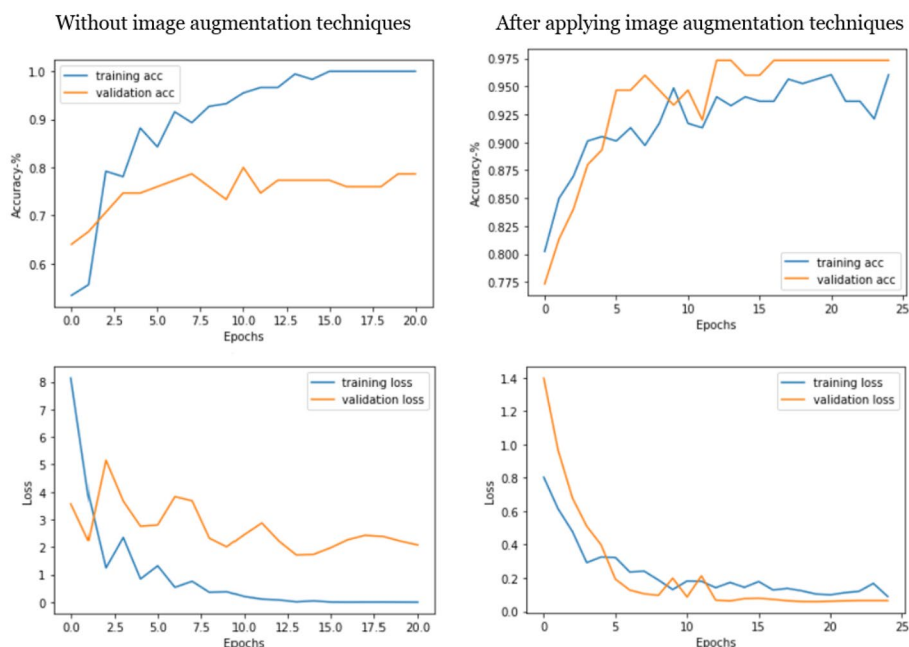 Without image augmentation techniques
After applying image augmentation techniques
training acc
validation acc
Accuracy-%
1.0
0.9
0.8
0.7
0.6
0.0 2.5 5.0 7.5 10.0 12.5 15.0 17.5 20.0
Epochs
training acc
validation acc
Accuracy-%
0.975
0.950
0.925
0.900
0.875
0.850
0.825
0.800
0.775
0 5 10 15 20 25
Epochs
training loss
validation loss
Loss
8
7
6
5
4
3
2
1
0
0.0 2.5 5.0 7.5 10.0 12.5 15.0 17.5 20.0
Epochs
training loss
validation loss
Loss
1.4
1.2
1.0
0.8
0.6
0.4
0.2
0.0
0 5 10 15 20 25
Epochs